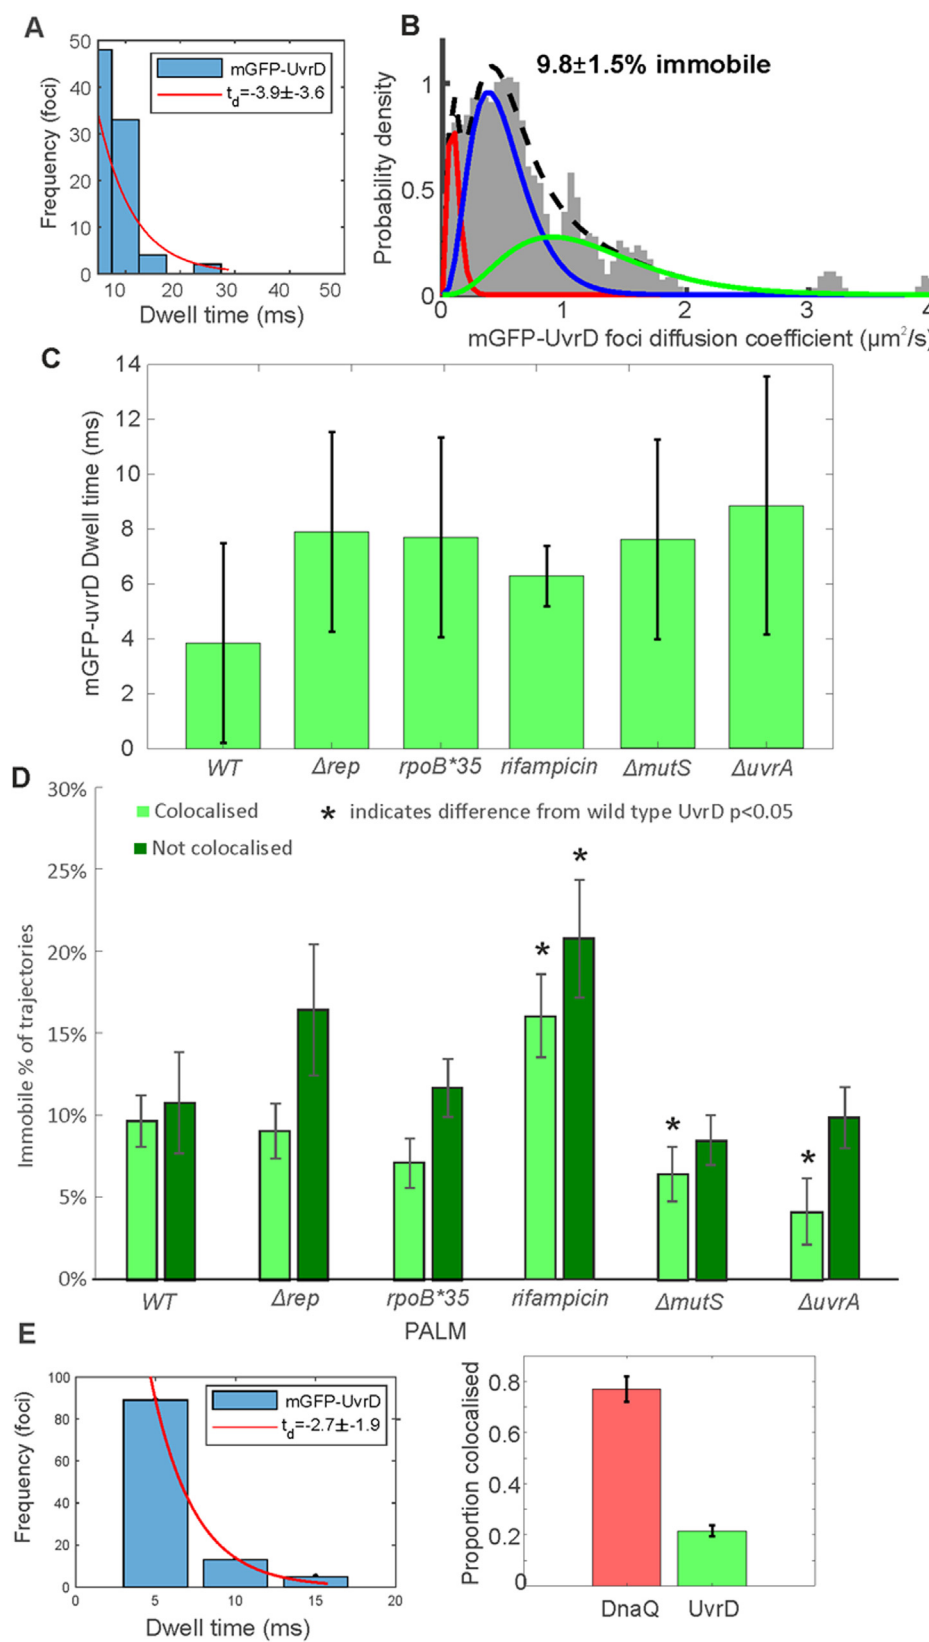 A
50
40
30
20
10
0
Frequency (foci)
mGFP-UvrD
t_d=-3.9±-3.6
10 20 30 40 50
Dwell time (ms)
B
9.8±1.5% immobile
1
0.5
0
Probability density
0 1 2 3 4
mGFP-UvrD foci diffusion coefficient (µm²/s)
C
14
12
10
8
6
4
2
0
mGFP-uvrD Dwell time (ms)
WT Δrep rpoB*35 rifampicin ΔmutS ΔuvrA
D
30%
25%
20%
15%
10%
5%
0%
Immobile % of trajectories
Colocalised
* indicates difference from wild type UvrD p<0.05
Not colocalised
* * * *
WT Δrep rpoB*35 rifampicin ΔmutS ΔuvrA
PALM
E
100
80
60
40
20
0
Frequency (foci)
mGFP-UvrD
t_d=-2.7±-1.9
0 5 10 15 20
Dwell time (ms)
0.8
0.6
0.4
0.2
0
Proportion colocalised
DnaQ UvrD